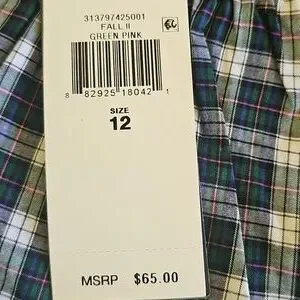 313797425001
FALL II
GREEN PINK
8 82925 18042 1
SIZE
12
MSRP $65.00